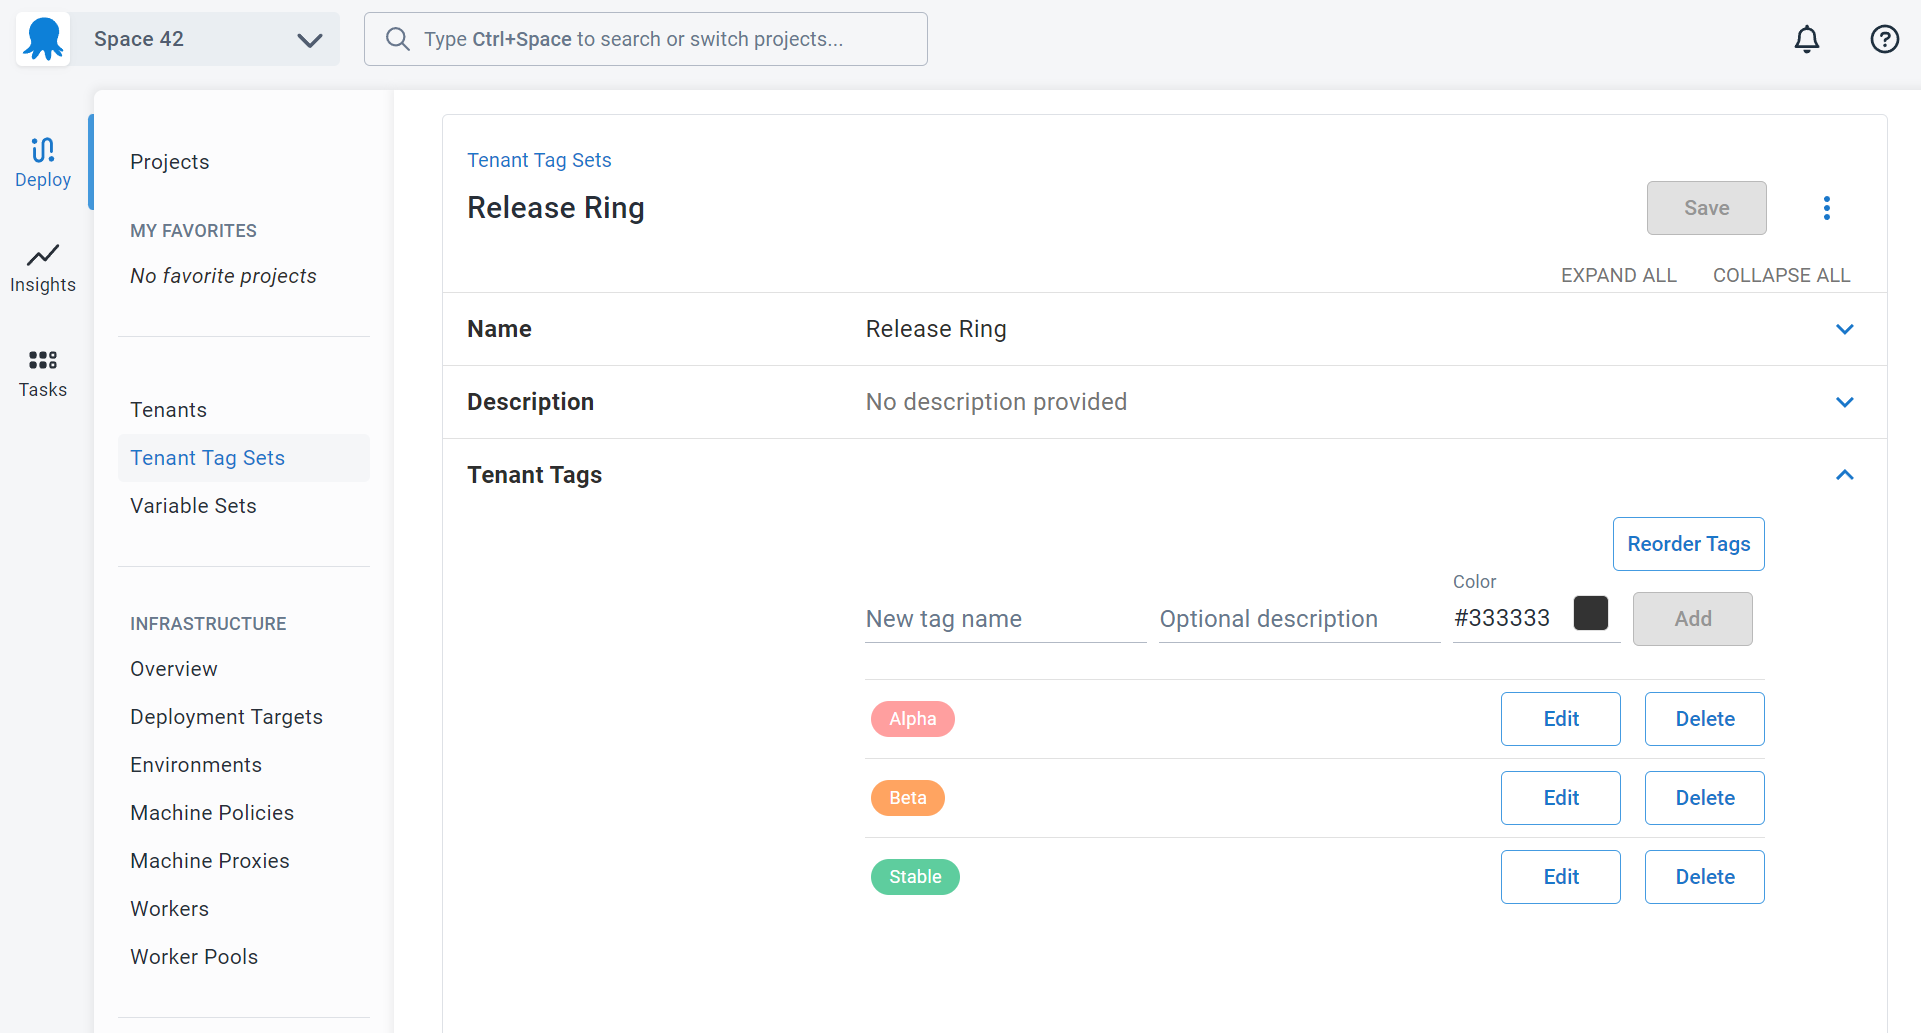 Space 42
Type Ctrl+Space to search or switch projects...
Deploy
Insights
Tasks
Projects
MY FAVORITES
No favorite projects
Tenants
Tenant Tag Sets
Variable Sets
INFRASTRUCTURE
Overview
Deployment Targets
Environments
Machine Policies
Machine Proxies
Workers
Worker Pools
Tenant Tag Sets
Release Ring
Save
EXPAND ALL COLLAPSE ALL
Name Release Ring
Description No description provided
Tenant Tags
Reorder Tags
Color
New tag name Optional description #333333 Add
Alpha Edit Delete
Beta Edit Delete
Stable Edit Delete